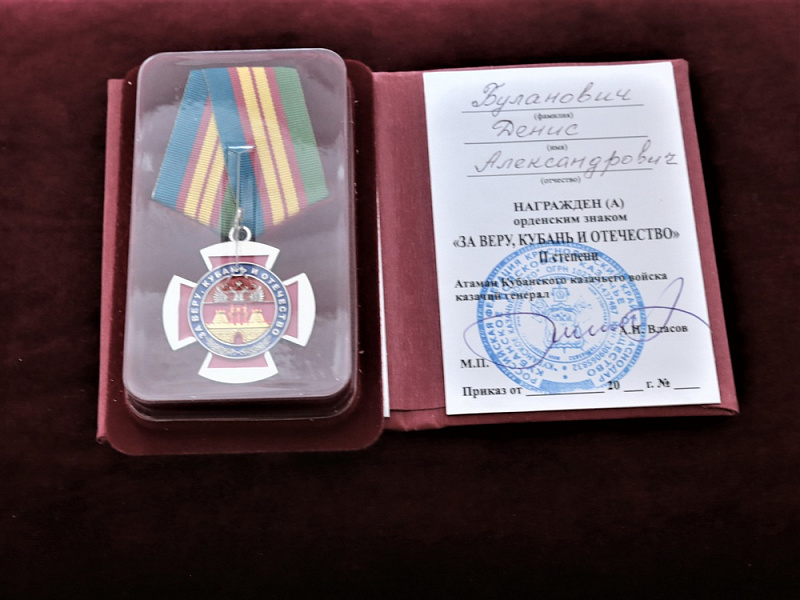 ЗА ВЕРУ, КУБАНЬ И ОТЕЧЕСТВО
Буланович
(фамилия)
Денис
(имя)
Александрович
(отчество)
НАГРАЖДЕН (А)
орденским знаком
«ЗА ВЕРУ, КУБАНЬ И ОТЕЧЕСТВО»
II степени
Атаман Кубанского казачьего войска
казачий генерал
А.Н. Власов
М.П.
Приказ от 20 г. №